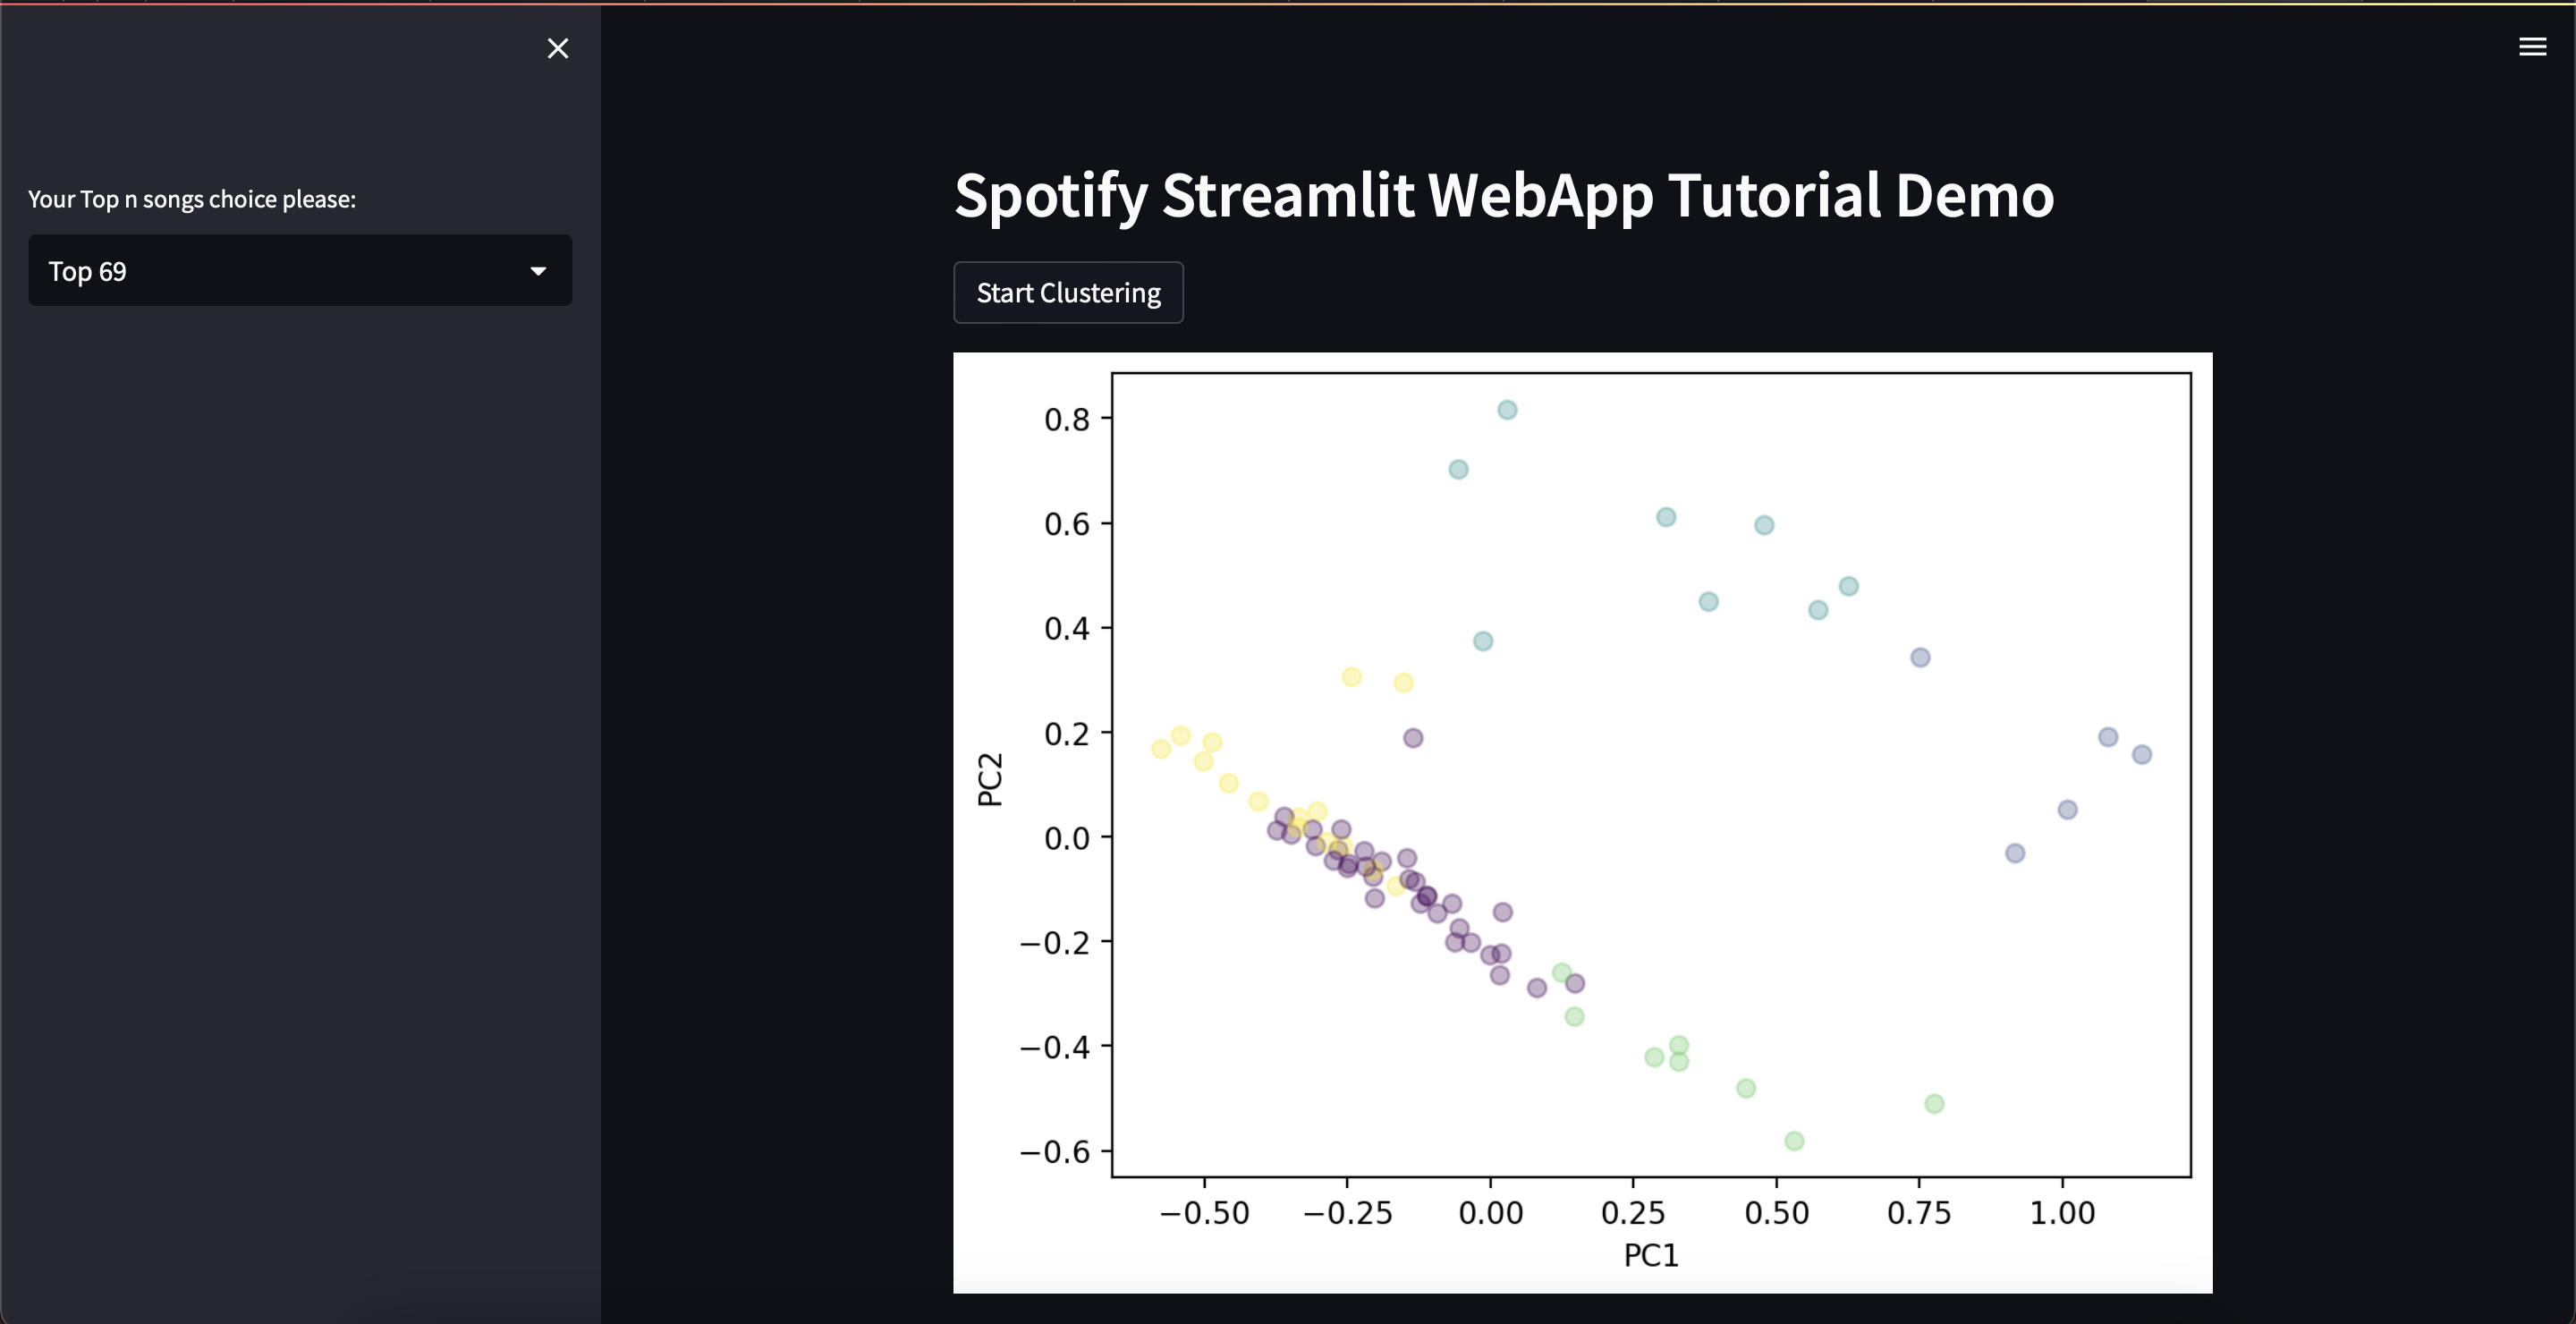 Your Top n songs choice please:
Top 69
Spotify Streamlit WebApp Tutorial Demo
Start Clustering
0.8
0.6
0.4
0.2
0.0
−0.2
−0.4
−0.6
PC2
−0.50 −0.25 0.00 0.25 0.50 0.75 1.00
PC1